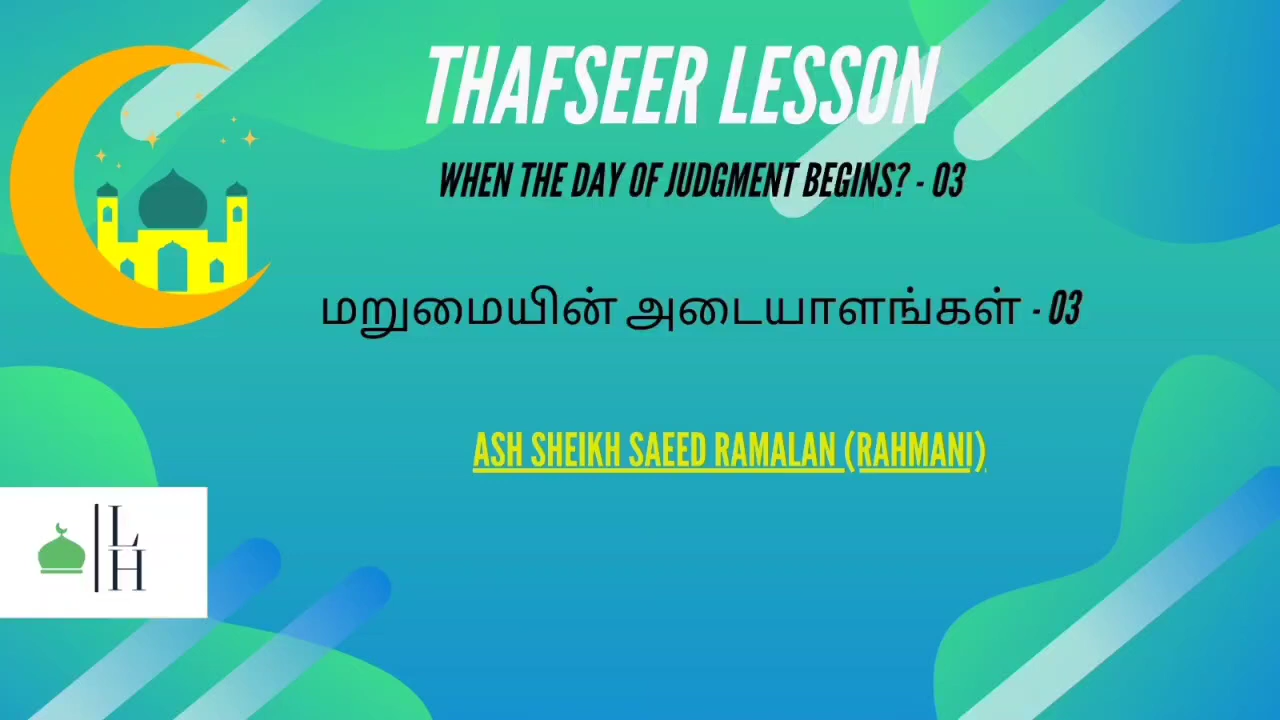 THAFSEER LESSON
WHEN THE DAY OF JUDGMENT BEGINS? - 03
மறுமையின் அடையாளங்கள் - 03
ASH SHEIKH SAEED RAMALAN (RAHMANI)
L
H